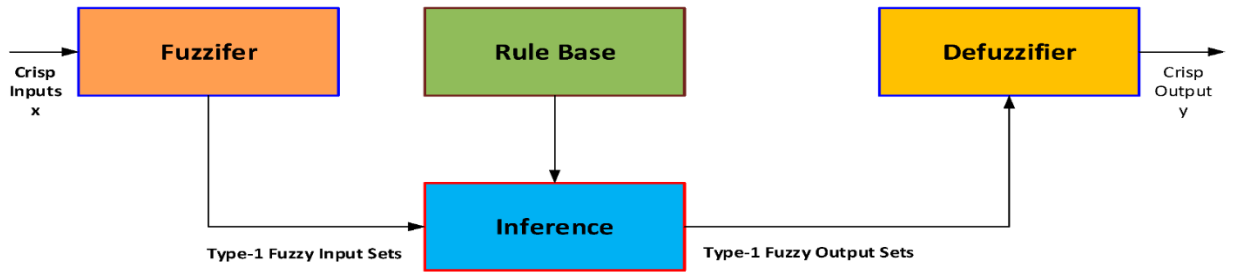 Fuzzifer
Rule Base
Defuzzifier
Crisp
Inputs
x
Crisp
Output
y
Inference
Type-1 Fuzzy Input Sets
Type-1 Fuzzy Output Sets